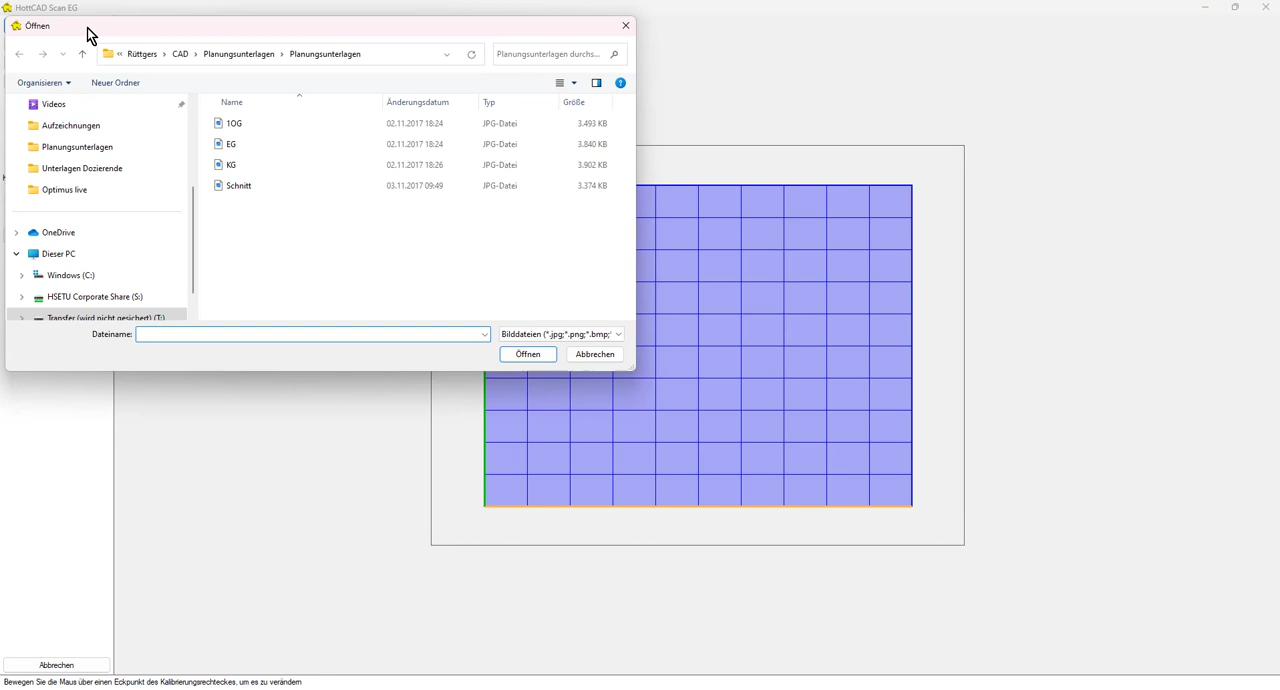 HottCAD Scan EG
Öffnen
« Rüttgers > CAD > Planungsunterlagen > Planungsunterlagen
Planungsunterlagen durchs...
Organisieren
Neuer Ordner
Name Änderungsdatum Typ Größe
Videos
Aufzeichnungen
Planungsunterlagen
Unterlagen Dozierende
Optimus live
OneDrive
Dieser PC
Windows (C:)
HSETU Corporate Share (S:)
Transfer (wird nicht gesichert) (T:)
1OG 02.11.2017 18:24 JPG-Datei 3.493 KB
EG 02.11.2017 18:24 JPG-Datei 3.840 KB
KG 02.11.2017 18:26 JPG-Datei 3.902 KB
Schnitt 03.11.2017 09:49 JPG-Datei 3.374 KB
Dateiname:
Bilddateien (*.jpg;*.png;*.bmp;*
Öffnen
Abbrechen
Abbrechen
Bewegen Sie die Maus über einen Eckpunkt des Kalibrierungsrechteckes, um es zu verändern